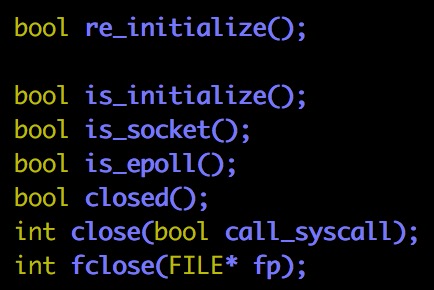 bool re_initialize();
bool is_initialize();
bool is_socket();
bool is_epoll();
bool closed();
int close(bool call_syscall);
int fclose(FILE* fp);